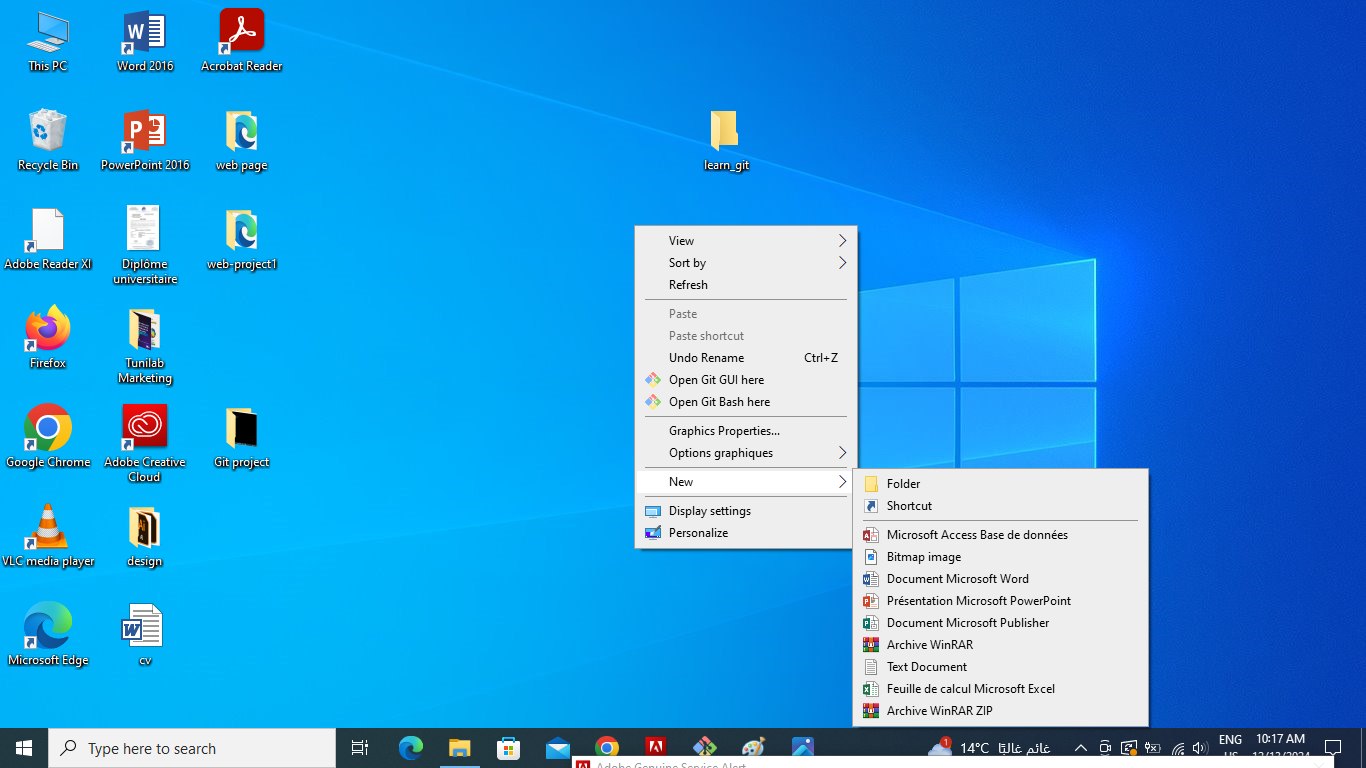 This PC
Word 2016
Acrobat Reader
Recycle Bin
PowerPoint 2016
web page
learn_git
Adobe Reader XI
Diplôme
universitaire
web-project1
Firefox
Tunilab
Marketing
Google Chrome
Adobe Creative
Cloud
Git project
VLC media player
design
Microsoft Edge
cv
View
Sort by
Refresh
Paste
Paste shortcut
Undo Rename Ctrl+Z
Open Git GUI here
Open Git Bash here
Graphics Properties...
Options graphiques
New
Display settings
Personalize
Folder
Shortcut
Microsoft Access Base de données
Bitmap image
Document Microsoft Word
Présentation Microsoft PowerPoint
Document Microsoft Publisher
Archive WinRAR
Text Document
Feuille de calcul Microsoft Excel
Archive WinRAR ZIP
Type here to search
1
14°C غائم غالبًا
ENG
US
10:17 AM
12/13/2024
Adobe Genuine Service Alert